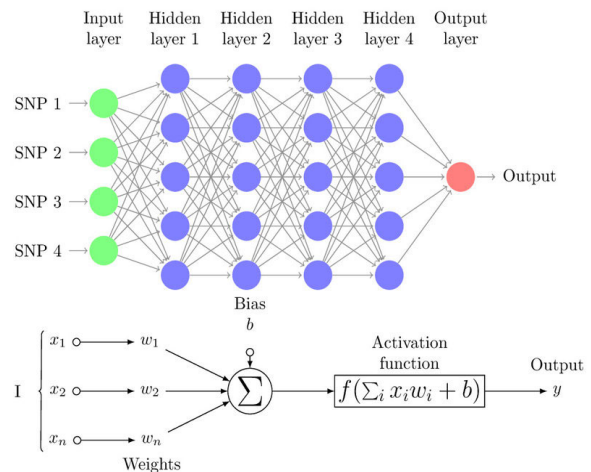 Input layer
Hidden layer 1
Hidden layer 2
Hidden layer 3
Hidden layer 4
Output layer
SNP 1
SNP 2
SNP 3
SNP 4
Output
Bias
b
I
x₁ w₁
x₂ w₂
xₙ wₙ
Weights
∑
Activation
function
f(∑ᵢ xᵢwᵢ + b)
Output
y